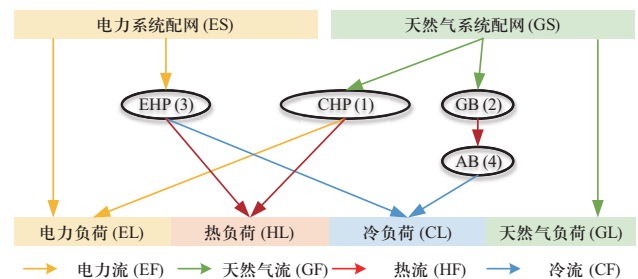 电力系统配网(ES) 天然气系统配网(GS)
EHP (3) CHP (1) GB (2)
AB (4)
电力负荷(EL) 热负荷(HL) 冷负荷(CL) 天然气负荷(GL)
电力流(EF) 天然气流(GF) 热流(HF) 冷流(CF)